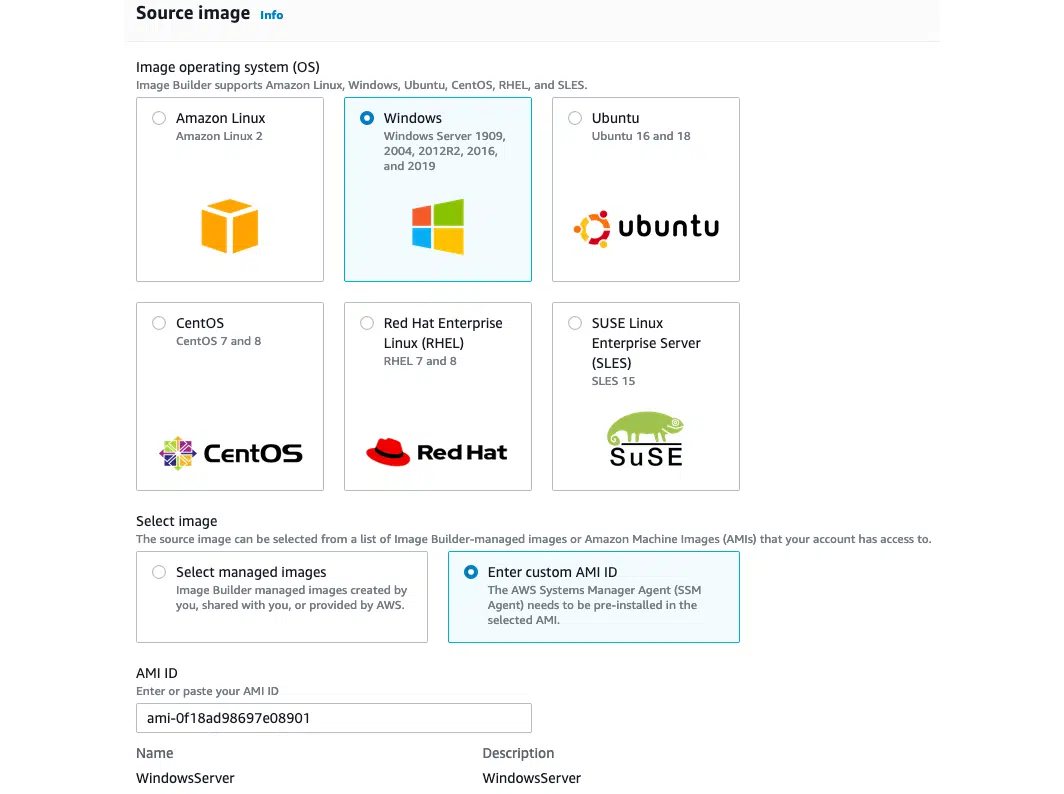 Source image Info
Image operating system (OS)
Image Builder supports Amazon Linux, Windows, Ubuntu, CentOS, RHEL, and SLES.
Amazon Linux
Amazon Linux 2
Windows
Windows Server 1909,
2004, 2012R2, 2016,
and 2019
Ubuntu
Ubuntu 16 and 18
ubuntu
CentOS
CentOS 7 and 8
CentOS
Red Hat Enterprise
Linux (RHEL)
RHEL 7 and 8
Red Hat
SUSE Linux
Enterprise Server
(SLES)
SLES 15
SuSE
Select image
The source image can be selected from a list of Image Builder-managed images or Amazon Machine Images (AMIs) that your account has access to.
Select managed images
Image Builder managed images created by
you, shared with you, or provided by AWS.
Enter custom AMI ID
The AWS Systems Manager Agent (SSM
Agent) needs to be pre-installed in the
selected AMI.
AMI ID
Enter or paste your AMI ID
ami-0f18ad98697e08901
Name
WindowsServer
Description
WindowsServer